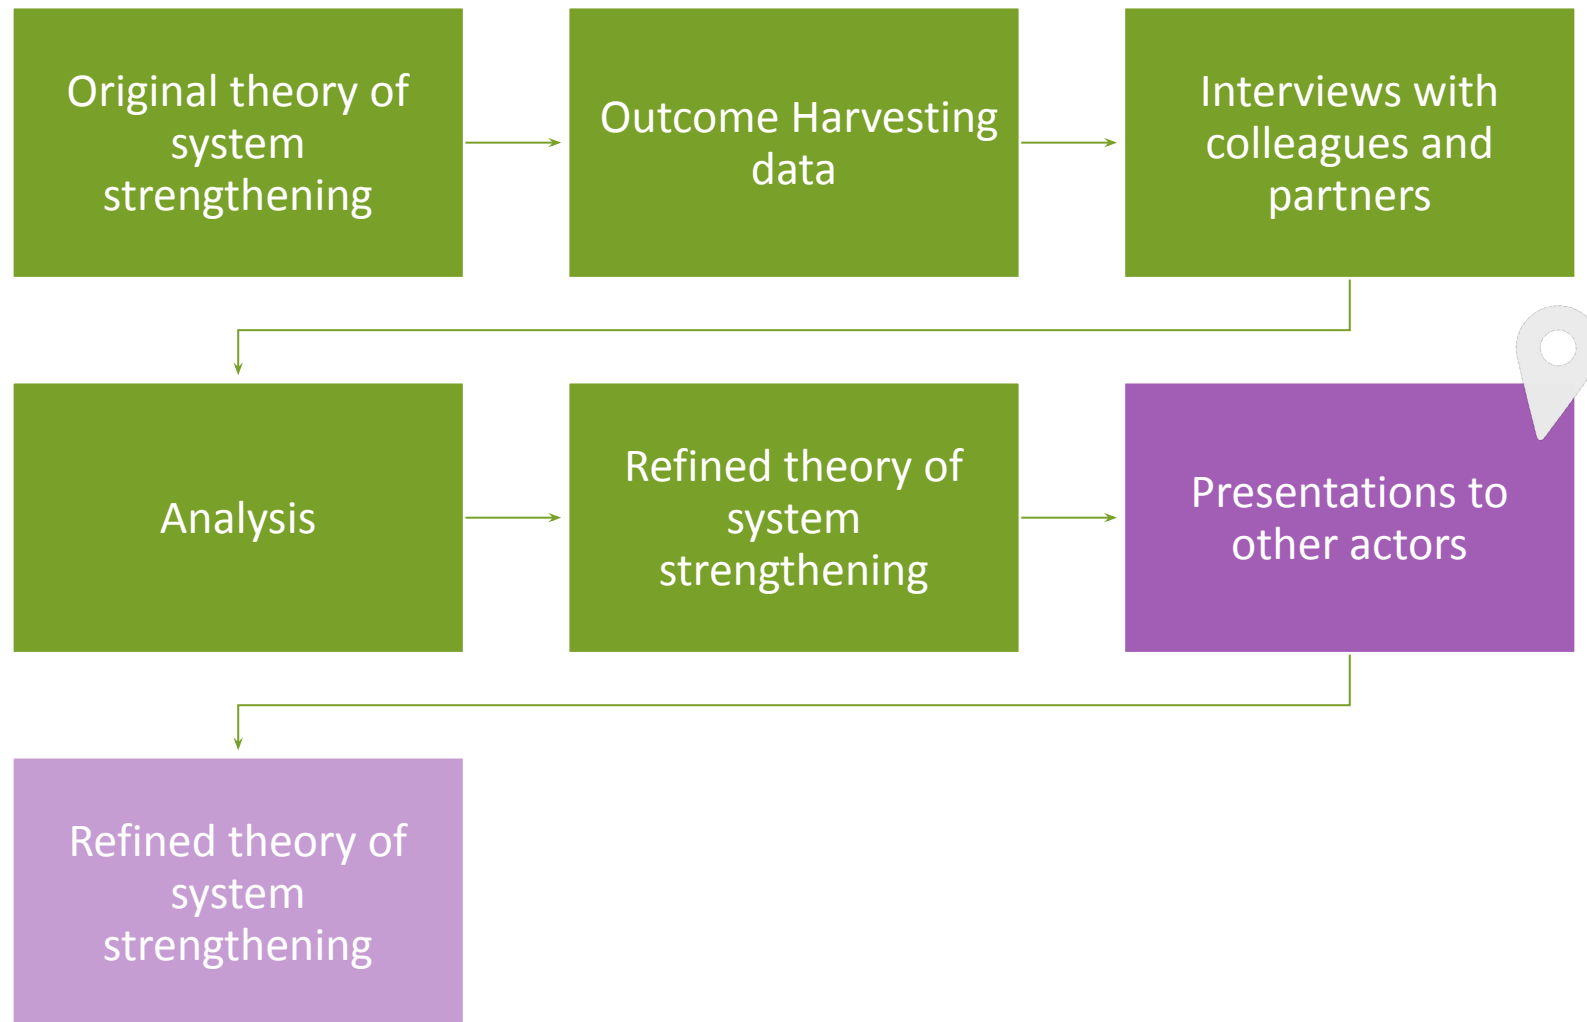 Original theory of
system
strengthening
Outcome Harvesting
data
Interviews with
colleagues and
partners
Analysis
Refined theory of
system
strengthening
Presentations to
other actors
Refined theory of
system
strengthening